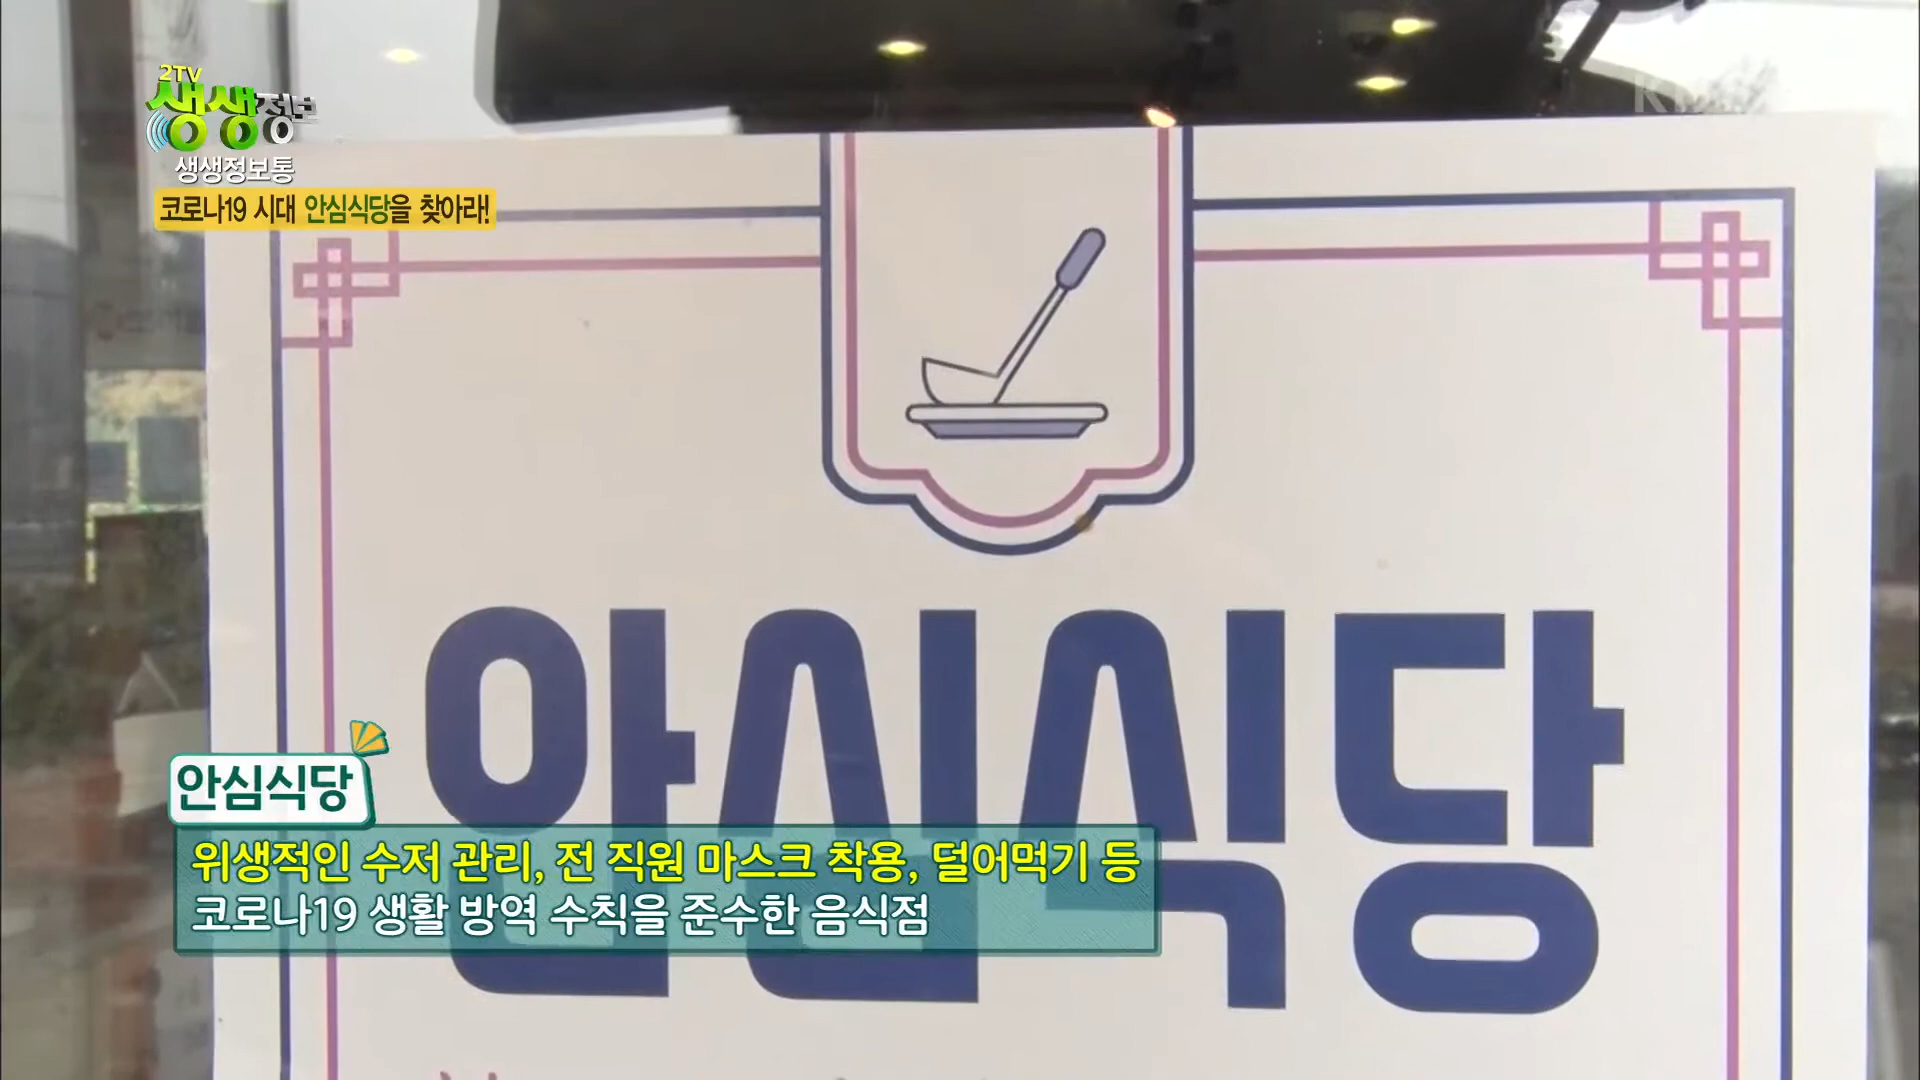 2TV
생생정보
생생정보통
코로나19 시대 안심식당을 찾아라!
안심식당
안심식당
위생적인 수저 관리, 전 직원 마스크 착용, 덜어먹기 등
코로나19 생활 방역 수칙을 준수한 음식점